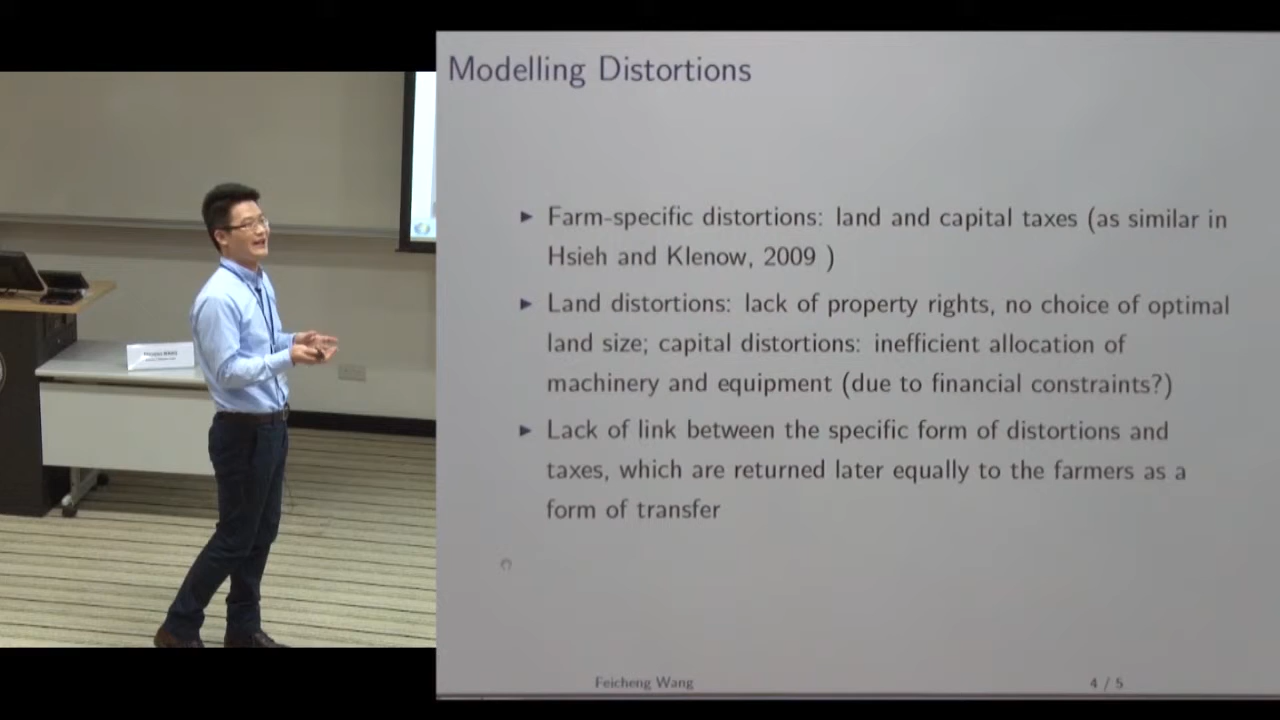 Modelling Distortions
► Farm-specific distortions: land and capital taxes (as similar in
Hsieh and Klenow, 2009 )
► Land distortions: lack of property rights, no choice of optimal
land size; capital distortions: inefficient allocation of
machinery and equipment (due to financial constraints?)
► Lack of link between the specific form of distortions and
taxes, which are returned later equally to the farmers as a
form of transfer
Feicheng Wang
4 / 5